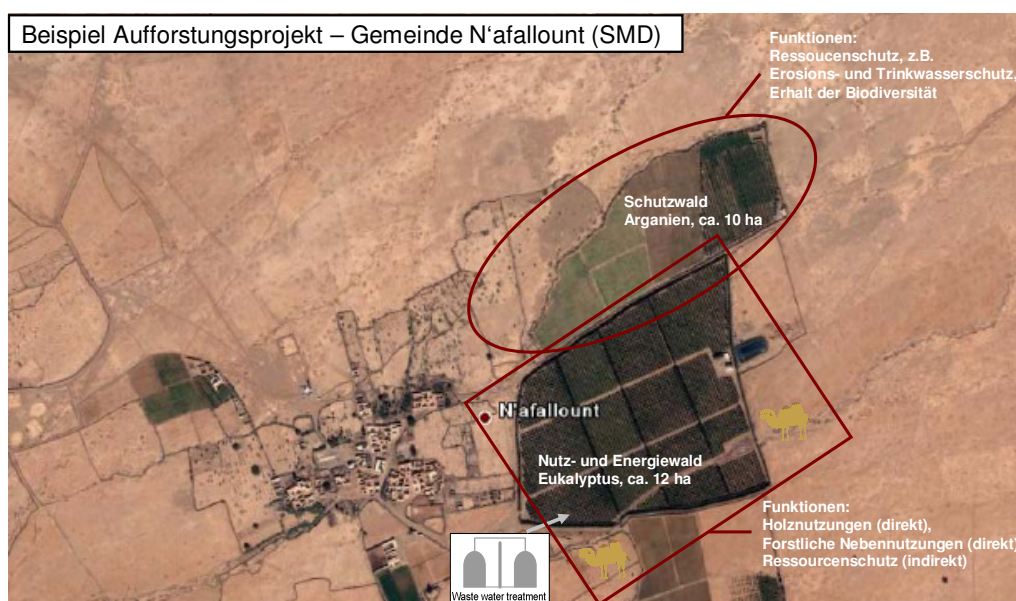 Beispiel Aufforstungsprojekt – Gemeinde N'afallount (SMD)
Funktionen:
Ressoucenschutz, z.B.
Erosions- und Trinkwasserschutz,
Erhalt der Biodiversität
Schutzwald
Arganien, ca. 10 ha
N'afallount
Nutz- und Energiewald
Eukalyptus, ca. 12 ha
Funktionen:
Holznutzungen (direkt),
Forstliche Nebennutzungen (direkt)
Ressourcenschutz (indirekt)
Waste water treatment